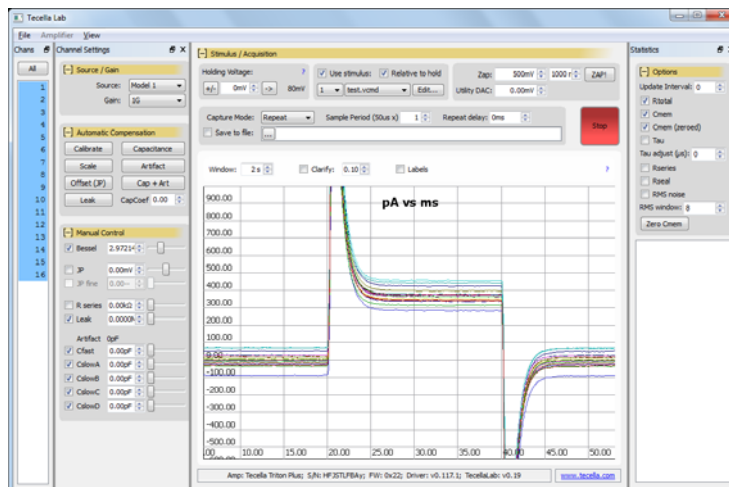 Tecella Lab
File Amplifier View
Chans
All
1
2
3
4
5
6
7
8
9
10
11
12
13
14
15
16
Channel Settings
[-] Source / Gain
Source: Model 1
Gain: 1G
[-] Automatic Compensation
Calibrate Capacitance
Scale Artifact
Offset (JP) Cap + Art
Leak CapCoef 0.00
[-] Manual Control
Bessel
JP 0.00mV
JP fine 0.00
R series 0.00kΩ
Leak
Artifact 0pF
Cfast 0.00pF
CslowA 0.00pF
CslowB 0.00pF
CslowC 0.00pF
CslowD 0.00pF
[-] Stimulus / Acquisition
Holding Voltage: ?
+/- 0mV -> 80mV
Use stimulus: Relative to hold
1 test.vcmd Edit...
Zap: 500mV ZAP!
Utility DAC: 0.00mV
Capture Mode: Repeat Sample Period (50us x) 1 Repeat delay: 0ms
Save to file: ...
Stop
Window: 2 s Clarify: 0.10 Labels ?
pA vs ms
900.00
800.00
700.00
600.00
500.00
400.00
300.00
200.00
100.00
0.00
-100.00
-200.00
-300.00
-400.00
10.00 15.00 20.00 25.00 30.00 35.00 40.00 45.00 50.00
Amp: Tecella Triton Plus; S/N: HFJSTLFBAy; FW: 0x22; Driver: v0.117.1; TecellaLab: v0.19
www.tecella.com
Statistics
[-] Options
Update Interval: 0
Rtotal
Cmem
Cmem (zeroed)
Tau
Tau adjust (µs): 0
Rseries
Rseal
RMS noise
RMS window: 8
Zero Cmem